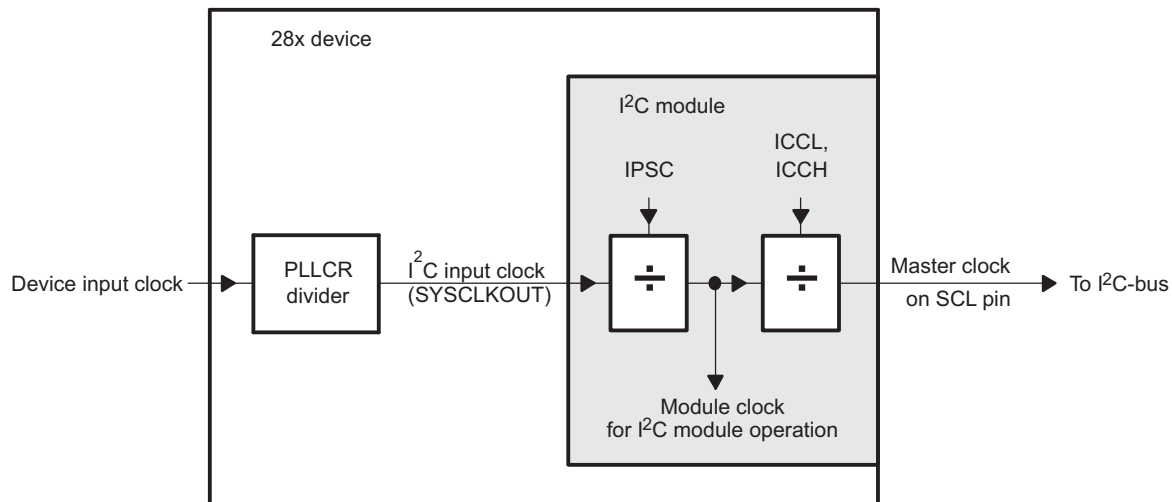 28x device
I²C module
ICCL,
ICCH
IPSC
÷
÷
Device input clock
PLLCR
divider
I²C input clock
(SYSCLKOUT)
Master clock
on SCL pin
To I²C-bus
Module clock
for I²C module operation